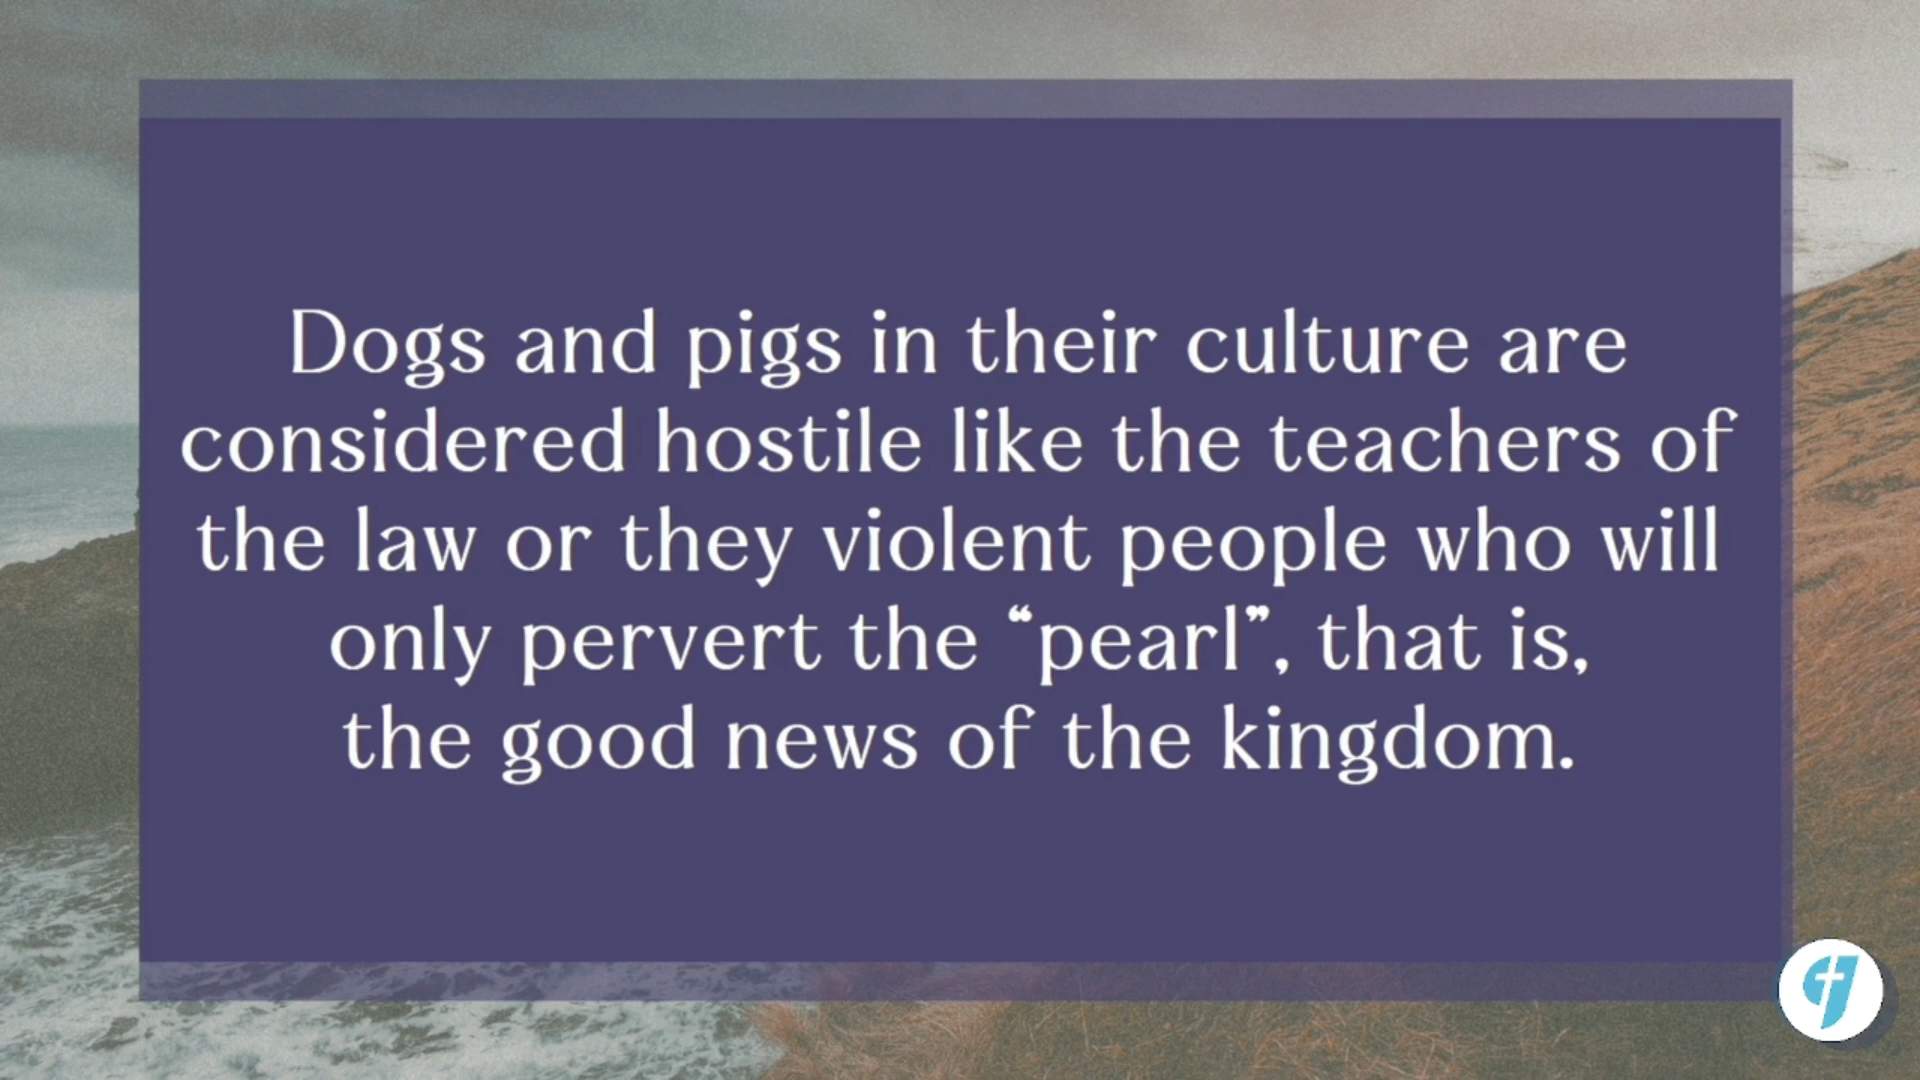 Dogs and pigs in their culture are
considered hostile like the teachers of
the law or they violent people who will
only pervert the “pearl”, that is,
the good news of the kingdom.